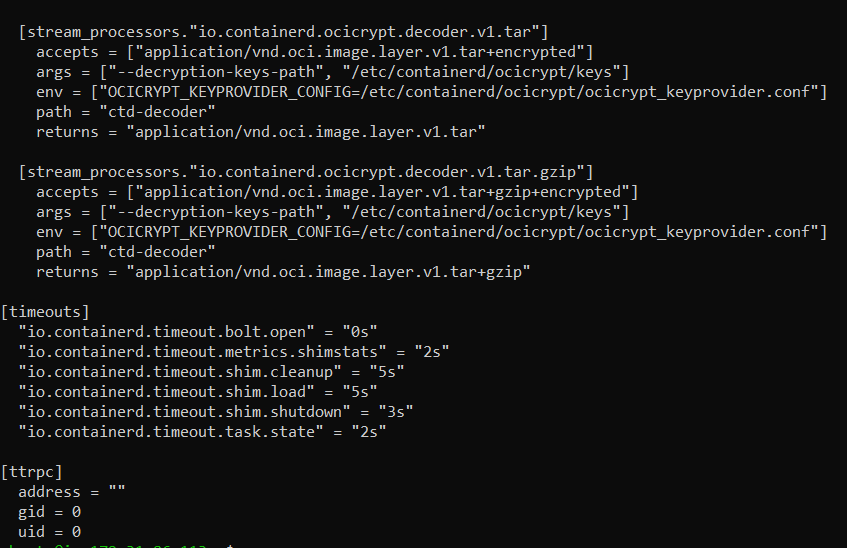 [stream_processors."io.containerd.ocicrypt.decoder.v1.tar"]
accepts = ["application/vnd.oci.image.layer.v1.tar+encrypted"]
args = ["--decryption-keys-path", "/etc/containerd/ocicrypt/keys"]
env = ["OCICRYPT_KEYPROVIDER_CONFIG=/etc/containerd/ocicrypt/ocicrypt_keyprovider.conf"]
path = "ctd-decoder"
returns = "application/vnd.oci.image.layer.v1.tar"
[stream_processors."io.containerd.ocicrypt.decoder.v1.tar.gzip"]
accepts = ["application/vnd.oci.image.layer.v1.tar+gzip+encrypted"]
args = ["--decryption-keys-path", "/etc/containerd/ocicrypt/keys"]
env = ["OCICRYPT_KEYPROVIDER_CONFIG=/etc/containerd/ocicrypt/ocicrypt_keyprovider.conf"]
path = "ctd-decoder"
returns = "application/vnd.oci.image.layer.v1.tar+gzip"
[timeouts]
"io.containerd.timeout.bolt.open" = "0s"
"io.containerd.timeout.metrics.shimstats" = "2s"
"io.containerd.timeout.shim.cleanup" = "5s"
"io.containerd.timeout.shim.load" = "5s"
"io.containerd.timeout.shim.shutdown" = "3s"
"io.containerd.timeout.task.state" = "2s"
[ttrpc]
address = ""
gid = 0
uid = 0